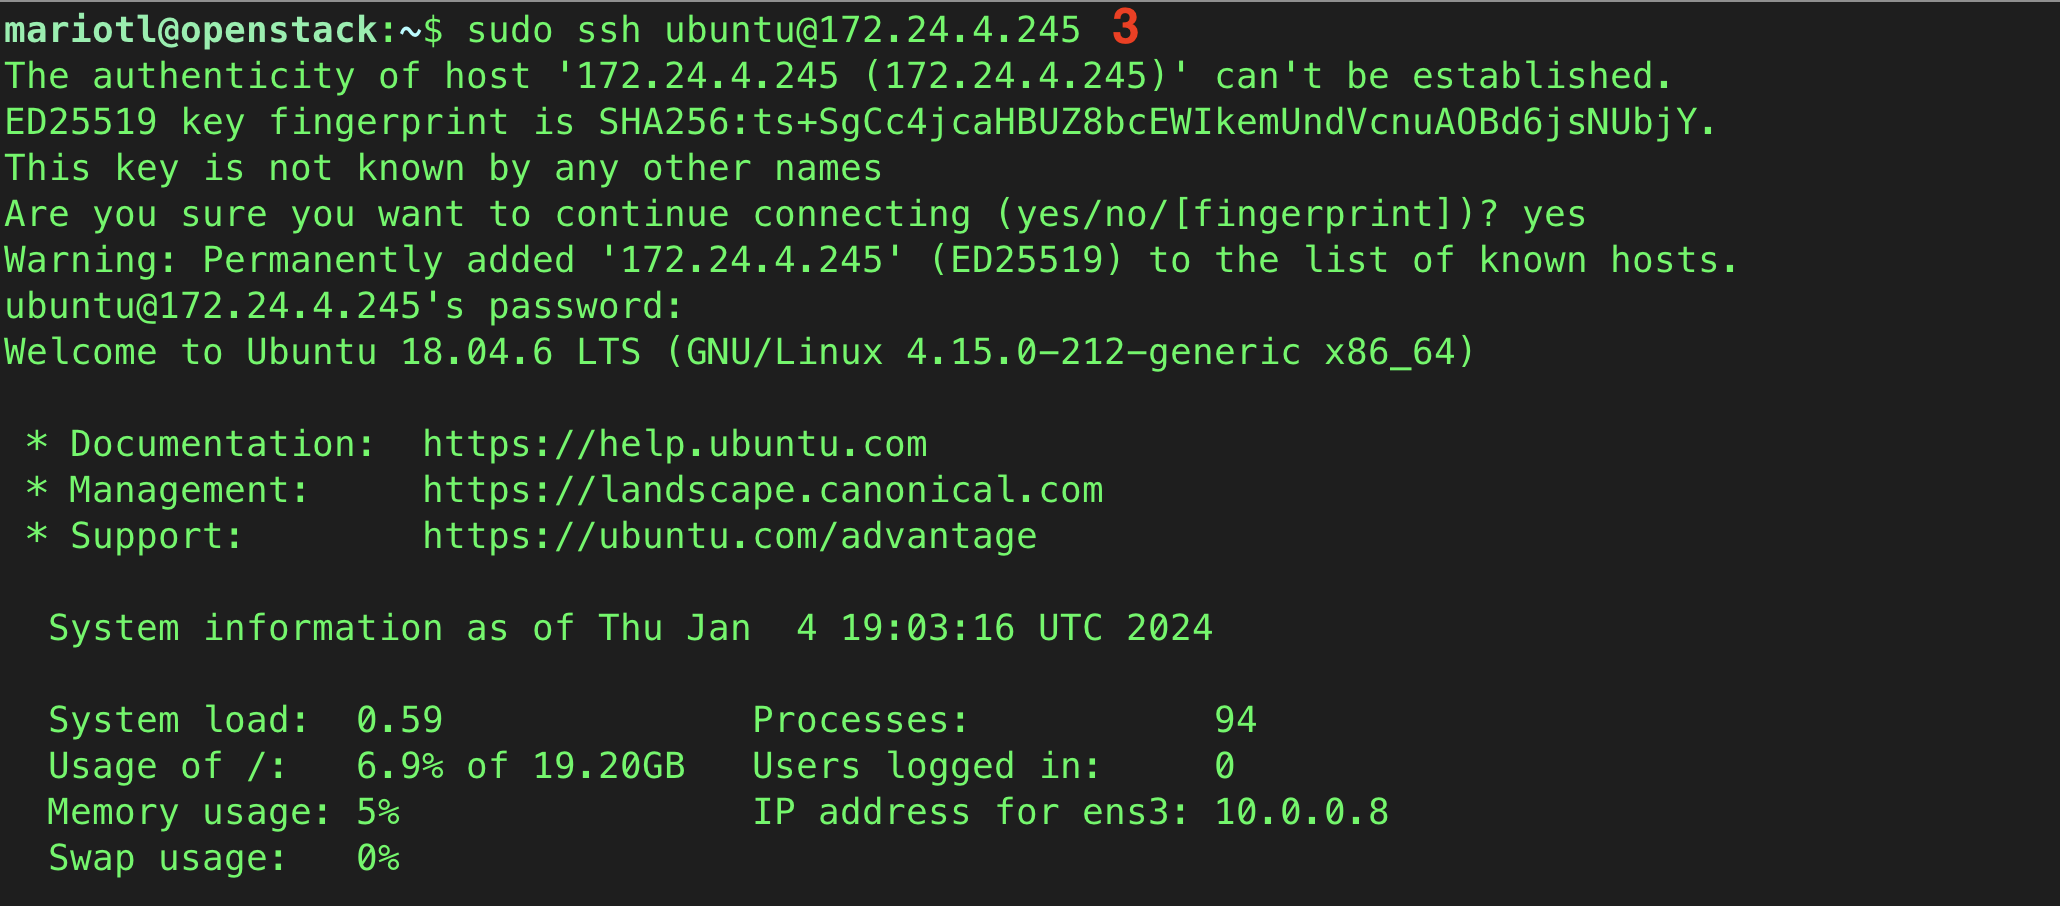 mariotl@openstack:~$ sudo ssh ubuntu@172.24.4.245 3
The authenticity of host '172.24.4.245 (172.24.4.245)' can't be established.
ED25519 key fingerprint is SHA256:ts+SgCc4jcaHBUZ8bcEWIkemUndVcnuAOBd6jsNUbjY.
This key is not known by any other names
Are you sure you want to continue connecting (yes/no/[fingerprint])? yes
Warning: Permanently added '172.24.4.245' (ED25519) to the list of known hosts.
ubuntu@172.24.4.245's password:
Welcome to Ubuntu 18.04.6 LTS (GNU/Linux 4.15.0-212-generic x86_64)
* Documentation:  https://help.ubuntu.com
* Management:     https://landscape.canonical.com
* Support:        https://ubuntu.com/advantage
System information as of Thu Jan  4 19:03:16 UTC 2024
System load:  0.59              Processes:           94
Usage of /:   6.9% of 19.20GB   Users logged in:     0
Memory usage: 5%                IP address for ens3: 10.0.0.8
Swap usage:   0%